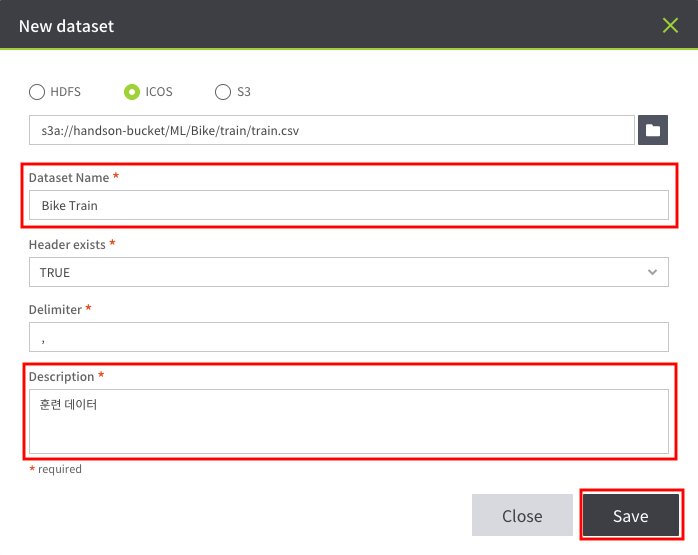 New dataset
HDFS ICOS S3
s3a://handson-bucket/ML/Bike/train/train.csv
Dataset Name *
Bike Train
Header exists *
TRUE
Delimiter *
,
Description *
훈련 데이터
* required
Close Save